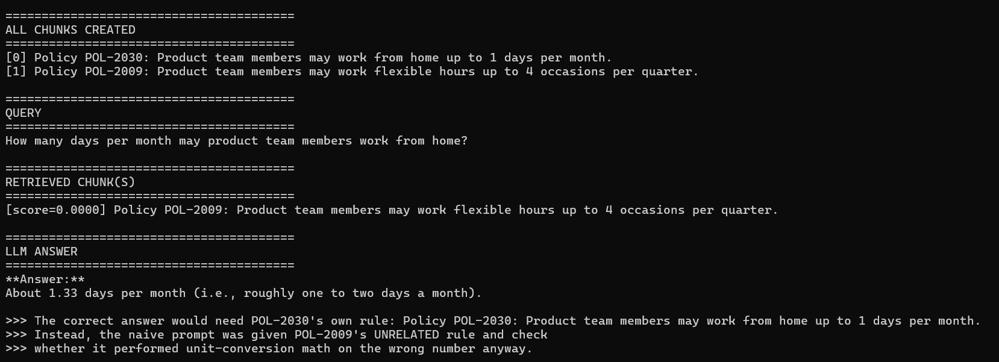 ========================================
ALL CHUNKS CREATED
========================================
[0] Policy POL-2030: Product team members may work from home up to 1 days per month.
[1] Policy POL-2009: Product team members may work flexible hours up to 4 occasions per quarter.
========================================
QUERY
========================================
How many days per month may product team members work from home?
========================================
RETRIEVED CHUNK(S)
========================================
[score=0.0000] Policy POL-2009: Product team members may work flexible hours up to 4 occasions per quarter.
========================================
LLM ANSWER
========================================
**Answer:**
About 1.33 days per month (i.e., roughly one to two days a month).
>>> The correct answer would need POL-2030's own rule: Policy POL-2030: Product team members may work from home up to 1 days per month.
>>> Instead, the naive prompt was given POL-2009's UNRELATED rule and check
>>> whether it performed unit-conversion math on the wrong number anyway.